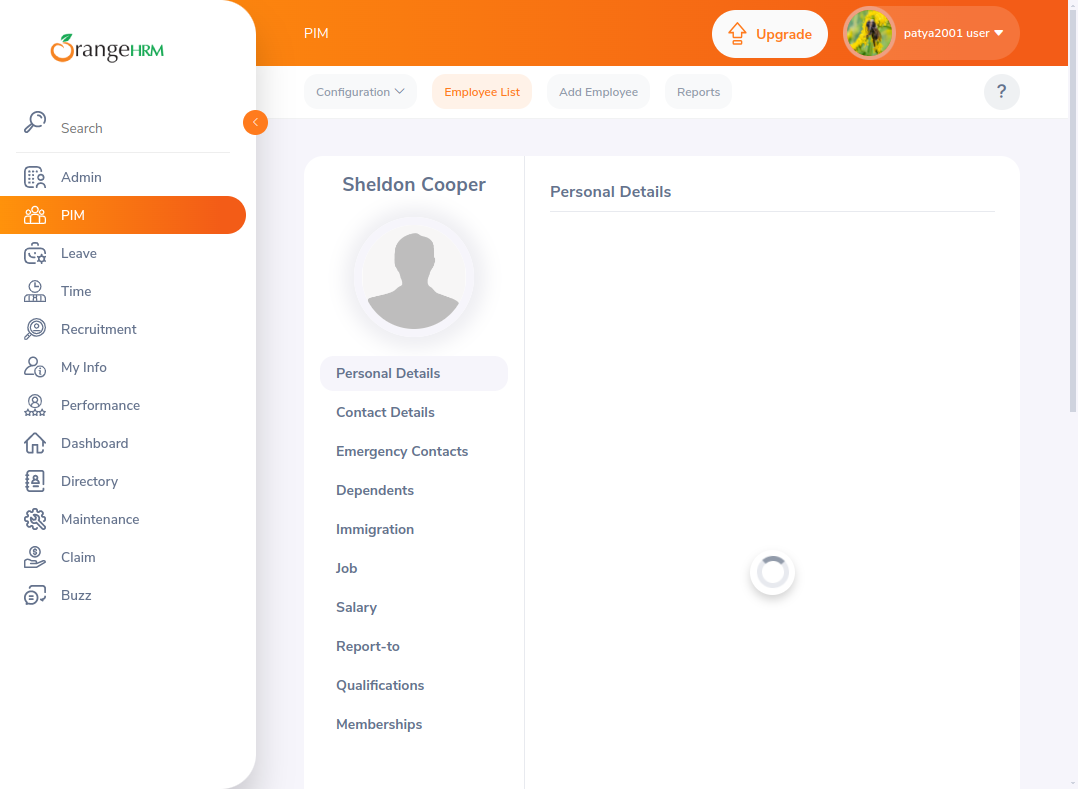 OrangeHRM
Search
Admin
PIM
Leave
Time
Recruitment
My Info
Performance
Dashboard
Directory
Maintenance
Claim
Buzz
PIM
Upgrade
patya2001 user
Configuration
Employee List
Add Employee
Reports
?
Sheldon Cooper
Personal Details
Contact Details
Emergency Contacts
Dependents
Immigration
Job
Salary
Report-to
Qualifications
Memberships
Personal Details